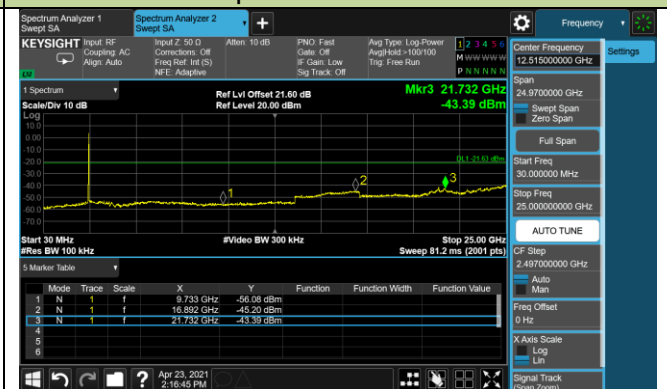 Spectrum Analyzer 1
Swept SA
Spectrum Analyzer 2
Swept SA
Frequency
KEYSIGHT
Input: RF
Coupling: AC
Align: Auto
Input Z: 50 Ω
Corrections: Off
Freq Ref: Int (S)
NFE: Adaptive
Atten: 10 dB
PNO: Fast
Gate: Off
IF Gain: Low
Sig Track: Off
Avg Type: Log-Power
Avg|Hold:>100/100
Trig: Free Run
1 2 3 4 5 6
M W W W W W
P N N N N N
1 Spectrum
Scale/Div 10 dB
Ref Lvl Offset 21.60 dB
Ref Level 20.00 dBm
Mkr3 21.732 GHz
-43.39 dBm
Log
10.0
0.00
-10.0
-20.0
-30.0
-40.0
-50.0
-60.0
-70.0
DL1 -21.63 dBm
1
2
3
Start 30 MHz
#Res BW 100 kHz
#Video BW 300 kHz
Stop 25.00 GHz
Sweep 81.2 ms (2001 pts)
5 Marker Table
Mode Trace Scale X Y Function Function Width Function Value
1 N 1 f 9.733 GHz -56.08 dBm
2 N 1 f 16.892 GHz -45.20 dBm
3 N 1 f 21.732 GHz -43.39 dBm
4
5
6
Apr 23, 2021
2:16:45 PM
Center Frequency
12.515000000 GHz
Settings
Span
24.9700000 GHz
Swept Span
Zero Span
Full Span
Start Freq
30.000000 MHz
Stop Freq
25.000000000 GHz
AUTO TUNE
CF Step
2.497000000 GHz
Auto
Man
Freq Offset
0 Hz
X Axis Scale
Log
Lin
Signal Track
(Span Zoom)